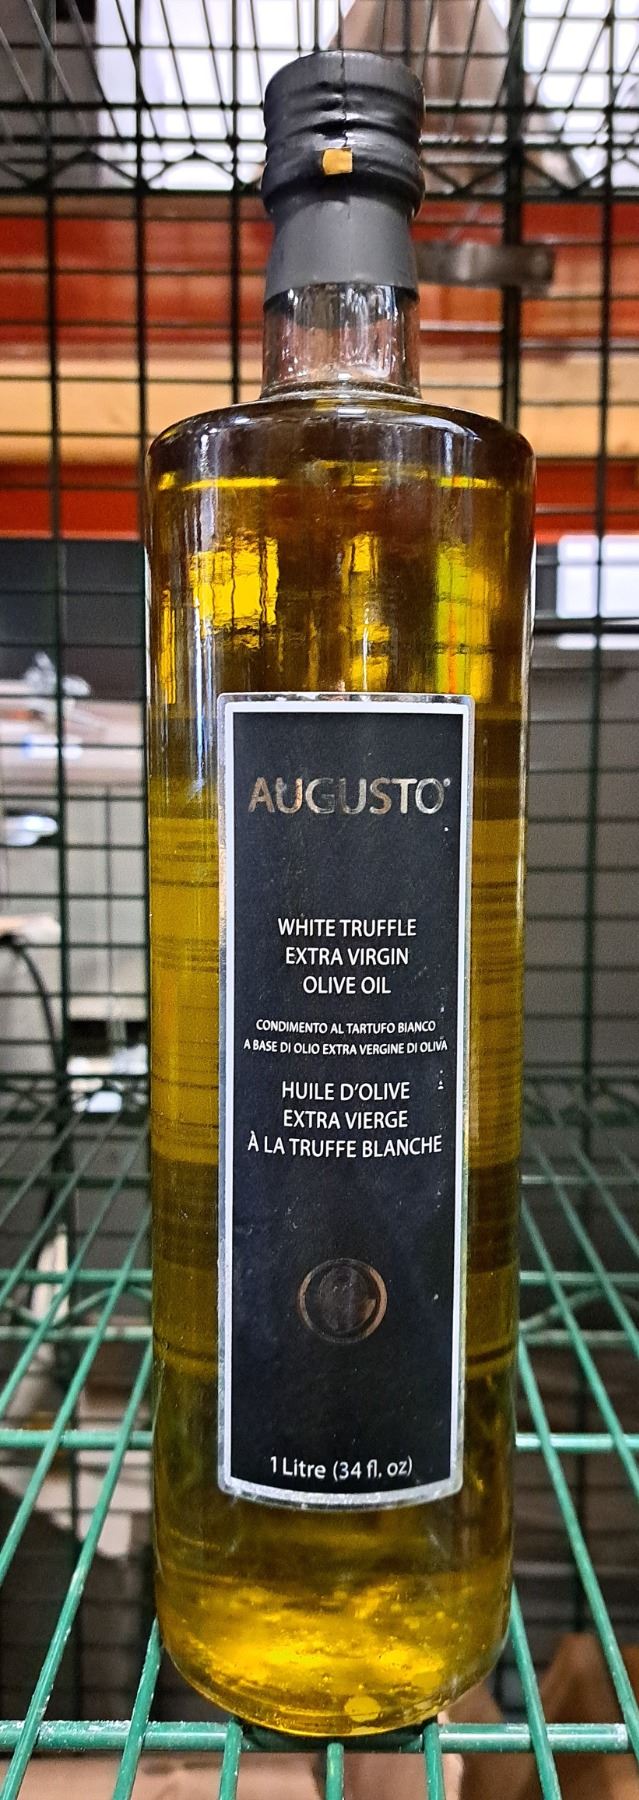 AUGUSTO®
WHITE TRUFFLE
EXTRA VIRGIN
OLIVE OIL
CONDIMENTO AL TARTUFO BIANCO
A BASE DI OLIO EXTRA VERGINE DI OLIVA
HUILE D'OLIVE
EXTRA VIERGE
À LA TRUFFE BLANCHE
1 Litre (34 fl. oz)